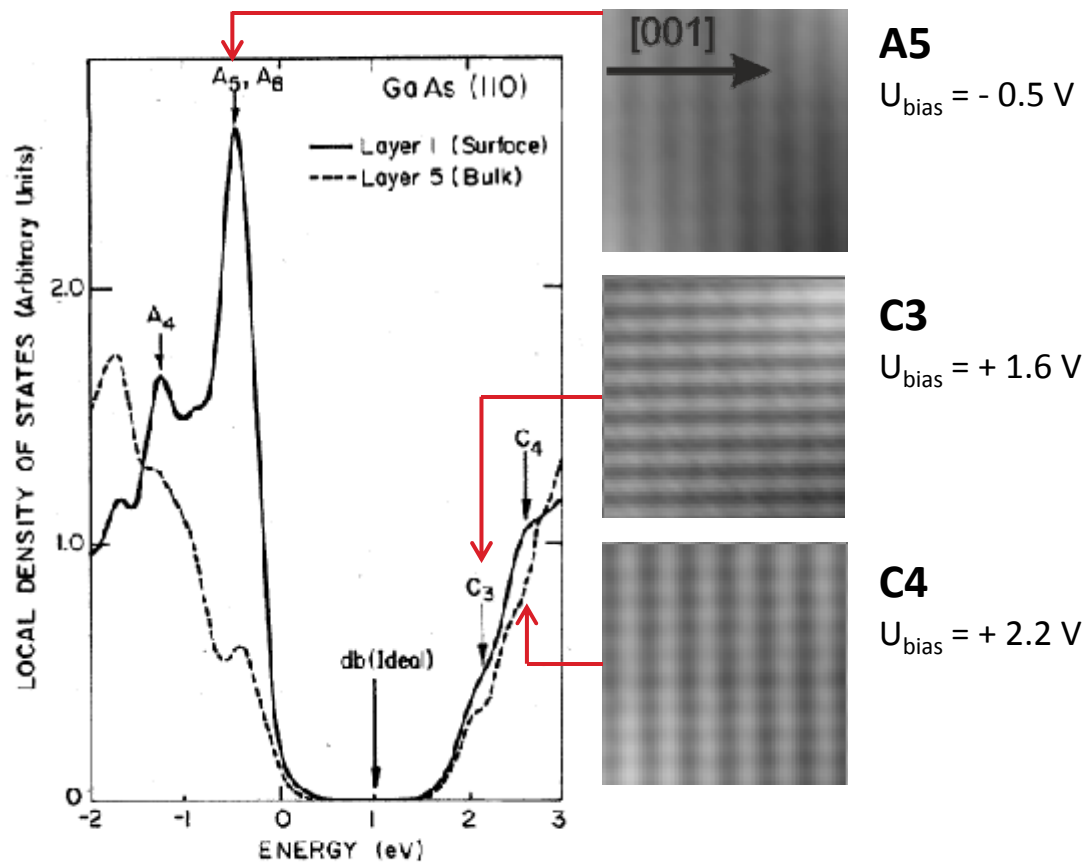 A5, A6
GaAs (110)
Layer 1 (Surface)
Layer 5 (Bulk)
LOCAL DENSITY OF STATES (Arbitrary Units)
2.0
1.0
0
A4
C4
C3
db(Ideal)
-2 -1 0 1 2 3
ENERGY (eV)
[001]
A5
Ubias = - 0.5 V
C3
Ubias = + 1.6 V
C4
Ubias = + 2.2 V